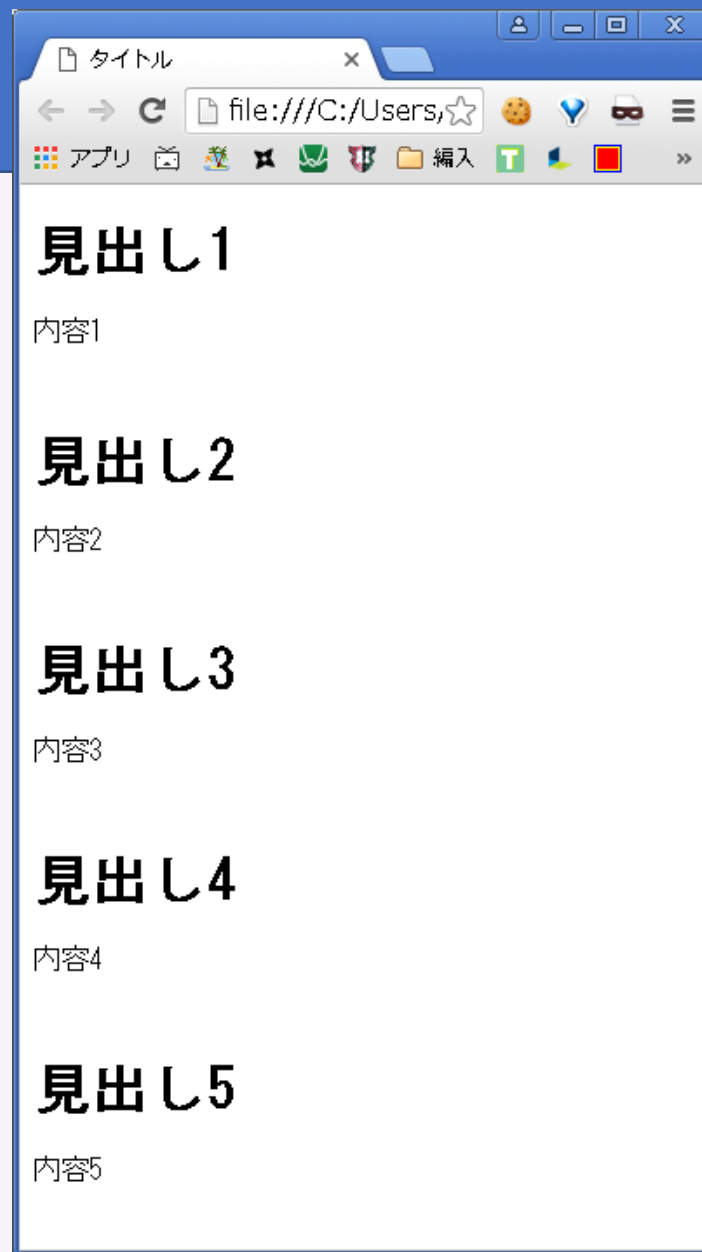 タイトル
file:///C:/Users/
アプリ 編入 T »
見出し1
内容1
見出し2
内容2
見出し3
内容3
見出し4
内容4
見出し5
内容5